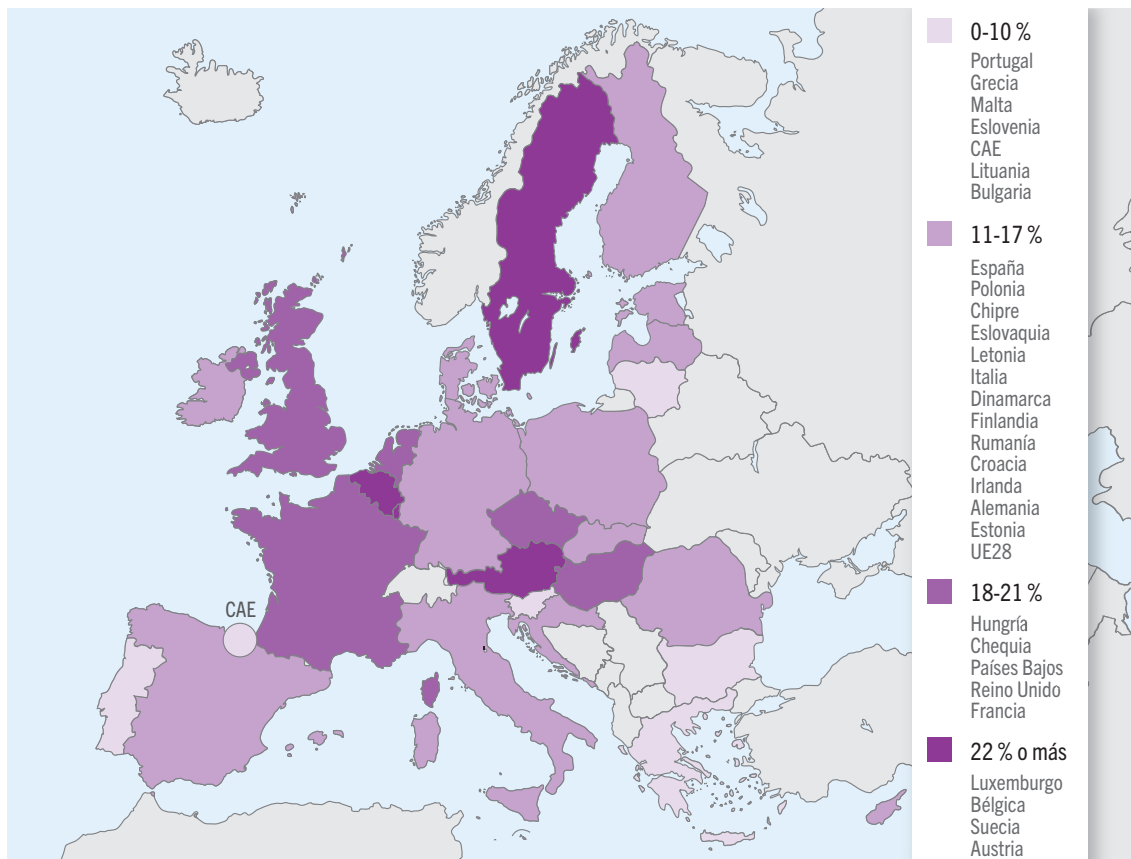 CAE
0-10 %
Portugal
Grecia
Malta
Eslovenia
CAE
Lituania
Bulgaria
11-17 %
España
Polonia
Chipre
Eslovaquia
Letonia
Italia
Dinamarca
Finlandia
Rumanía
Croacia
Irlanda
Alemania
Estonia
UE28
18-21 %
Hungría
Chequia
Países Bajos
Reino Unido
Francia
22 % o más
Luxemburgo
Bélgica
Suecia
Austria